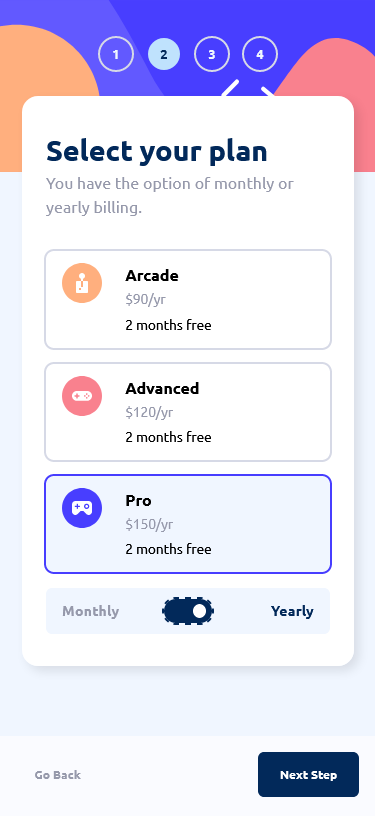 1 2 3 4
Select your plan
You have the option of monthly or
yearly billing.
Arcade
$90/yr
2 months free
Advanced
$120/yr
2 months free
Pro
$150/yr
2 months free
Monthly Yearly
Go Back Next Step